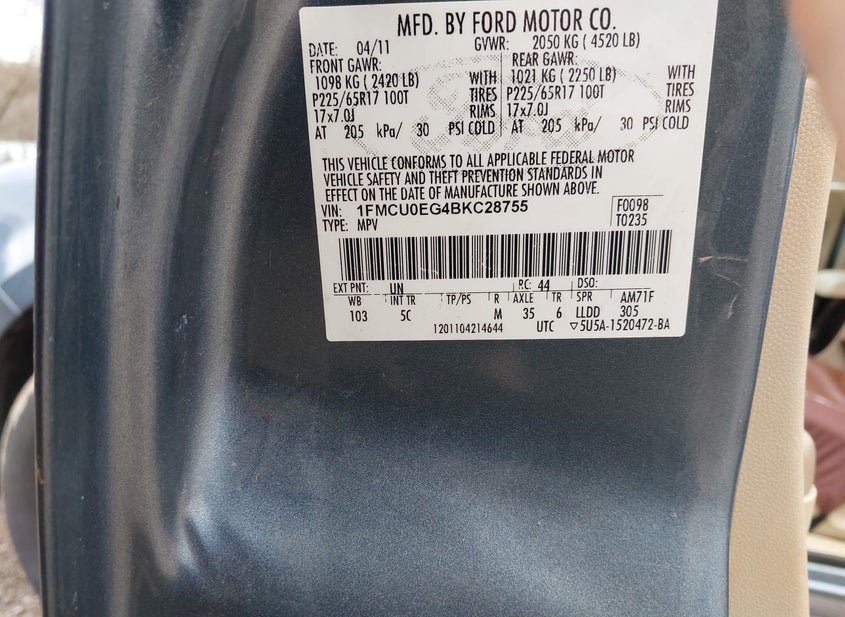 MFD. BY FORD MOTOR CO.
DATE: 04/11 GVWR: 2050 KG ( 4520 LB)
FRONT GAWR: REAR GAWR:
1098 KG ( 2420 LB) WITH 1021 KG ( 2250 LB) WITH
P225/65R17 100T TIRES P225/65R17 100T TIRES
17x7.0J RIMS 17x7.0J RIMS
AT 205 kPa/ 30 PSI COLD AT 205 kPa/ 30 PSI COLD
THIS VEHICLE CONFORMS TO ALL APPLICABLE FEDERAL MOTOR
VEHICLE SAFETY AND THEFT PREVENTION STANDARDS IN
EFFECT ON THE DATE OF MANUFACTURE SHOWN ABOVE.
VIN: 1FMCU0EG4BKC28755 F0098
TYPE: MPV T0235
EXT PNT: UN RC: 44 DSO:
WB INT TR TP/PS R AXLE TR SPR AM71F
103 5C M 35 6 LLDD 305
1201104214644 UTC ▽5U5A-1520472-BA